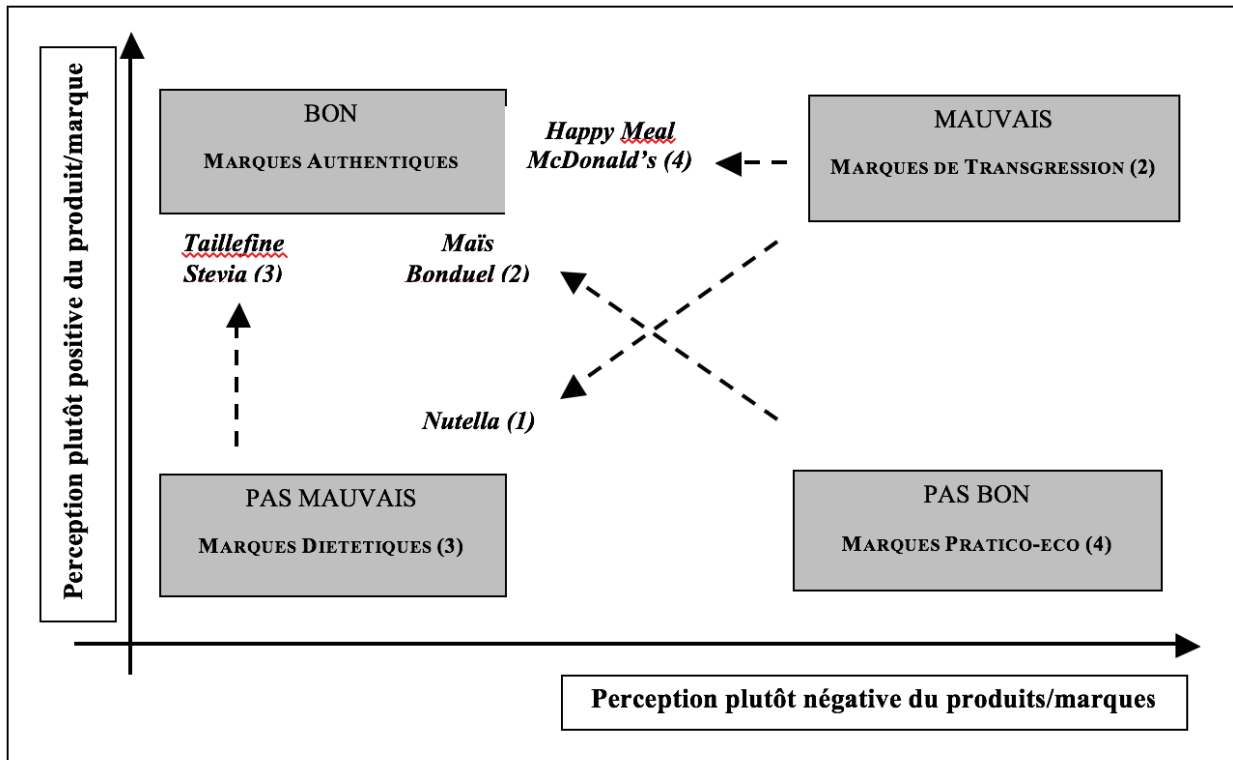 Perception plutôt positive du produit/marque
BON
MARQUES AUTHENTIQUES
Happy Meal
McDonald's (4)
MAUVAIS
MARQUES DE TRANSGRESSION (2)
Taillefine
Stevia (3)
Maïs
Bonduel (2)
Nutella (1)
PAS MAUVAIS
MARQUES DIETETIQUES (3)
PAS BON
MARQUES PRATICO-ECO (4)
Perception plutôt négative du produits/marques